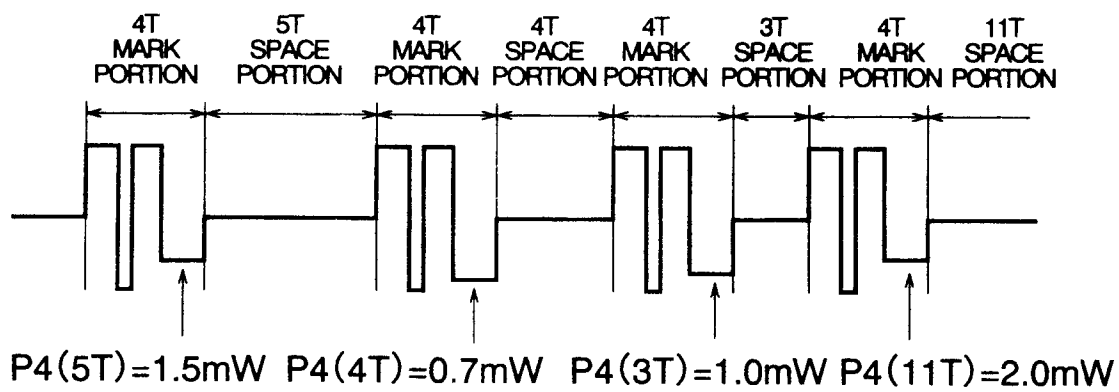 4T 5T 4T 4T 4T 3T 4T 11T
MARK SPACE MARK SPACE MARK SPACE MARK SPACE
PORTION PORTION PORTION PORTION PORTION PORTION PORTION PORTION
P4(5T)=1.5mW P4(4T)=0.7mW P4(3T)=1.0mW P4(11T)=2.0mW